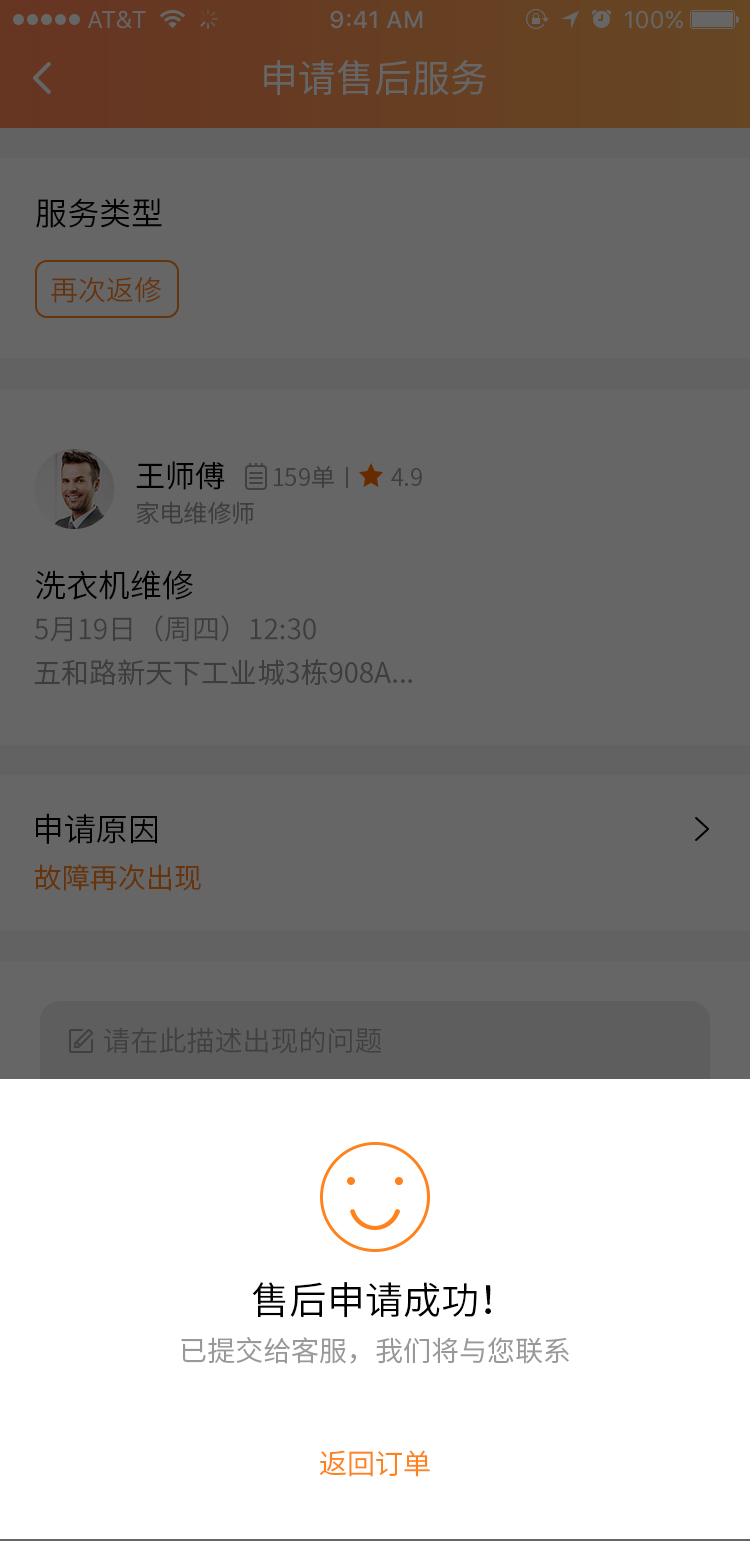 AT&T 9:41 AM 100%
申请售后服务
服务类型
再次返修
王师傅 159单 4.9
家电维修师
洗衣机维修
5月19日（周四）12:30
五和路新天下工业城3栋908A...
申请原因
故障再次出现
请在此描述出现的问题
售后申请成功！
已提交给客服，我们将与您联系
返回订单